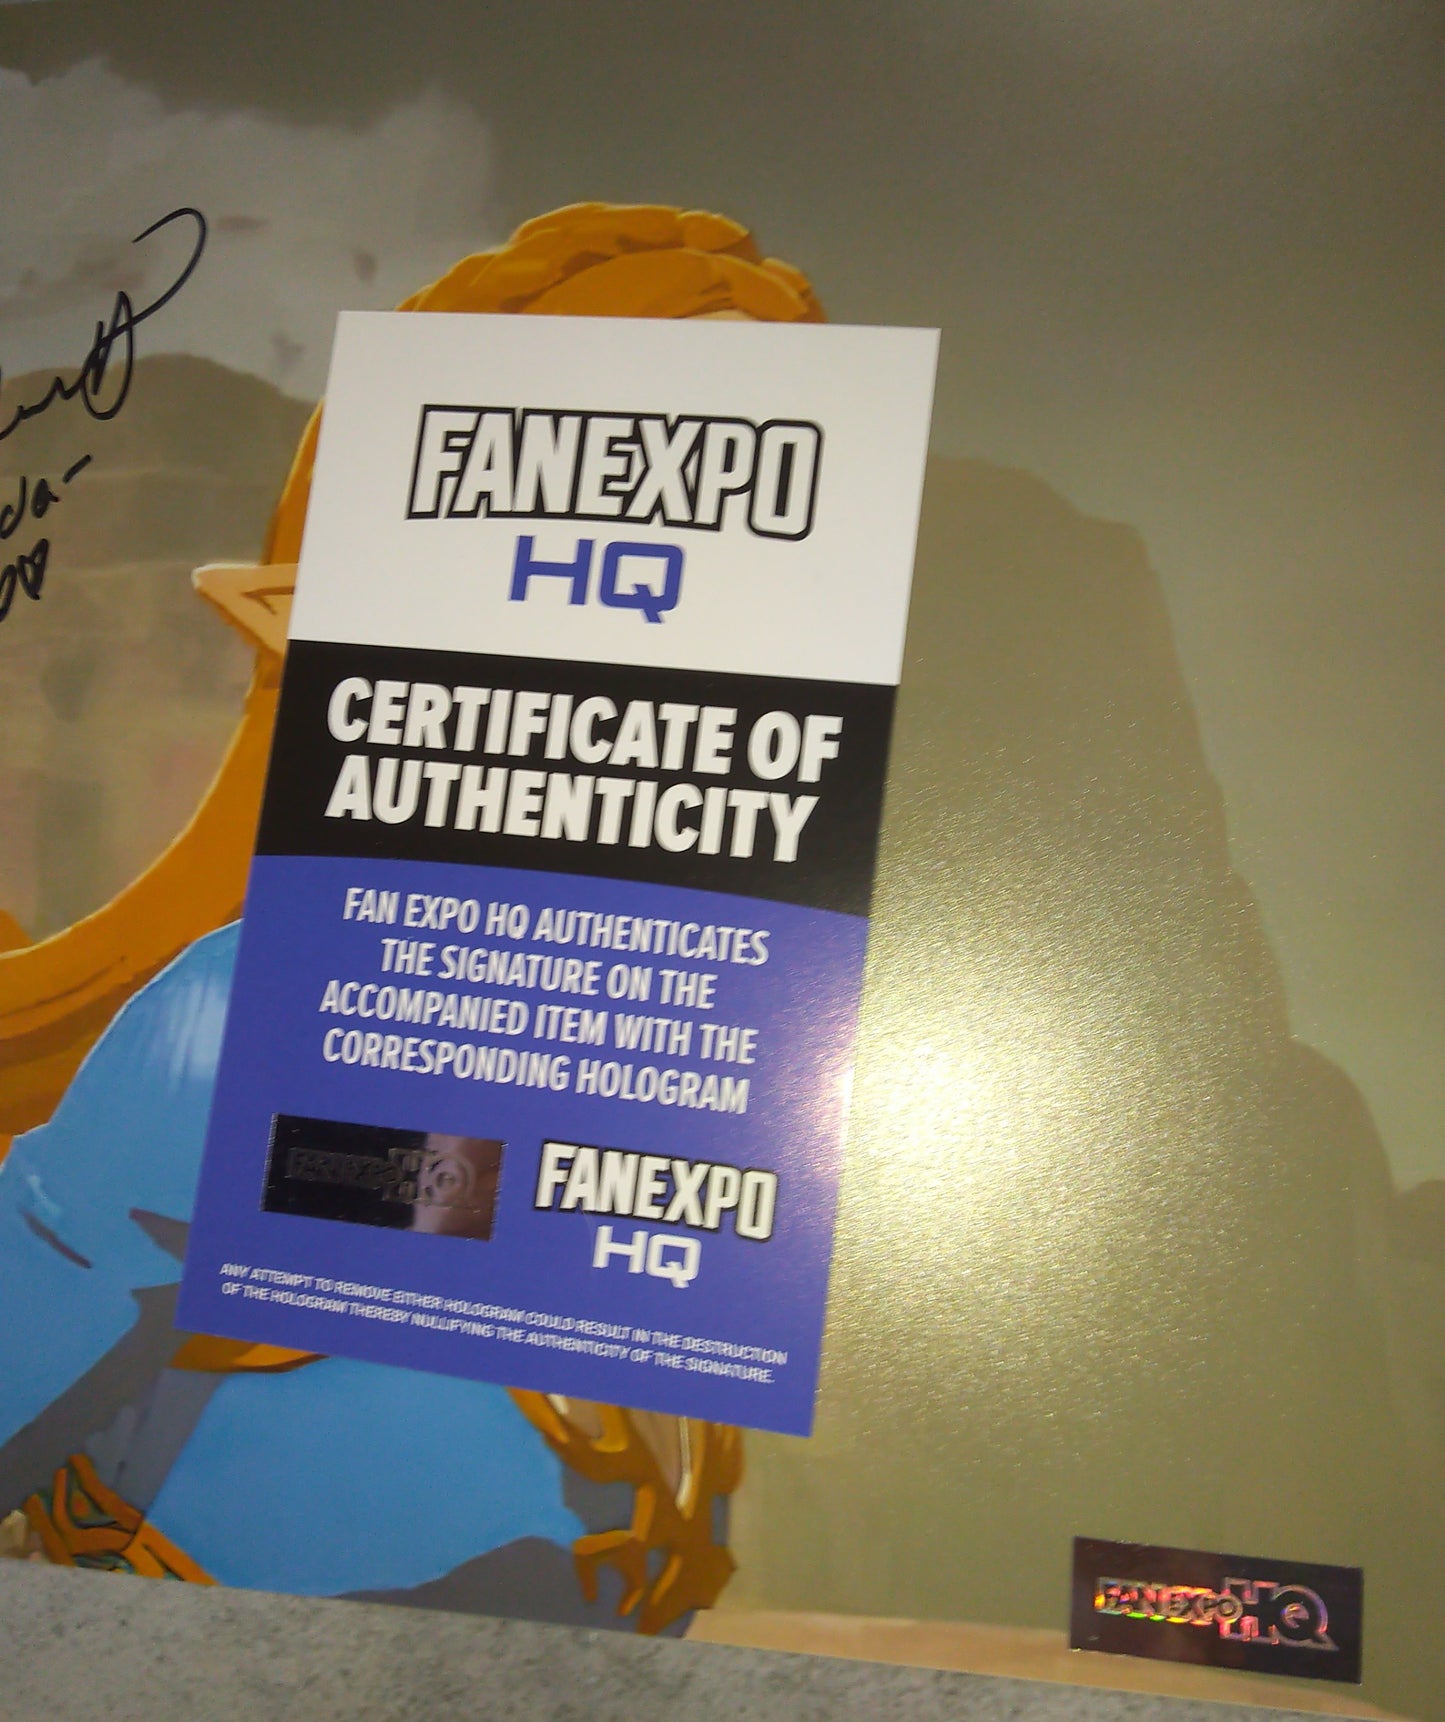 FANEXPO
HQ
CERTIFICATE OF
AUTHENTICITY
FAN EXPO HQ AUTHENTICATES
THE SIGNATURE ON THE
ACCOMPANIED ITEM WITH THE
CORRESPONDING HOLOGRAM
FANEXPO HQ
FANEXPO
HQ
ANY ATTEMPT TO REMOVE EITHER HOLOGRAM COULD RESULT IN THE DESTRUCTION
OF THE HOLOGRAM THEREBY NULLIFYING THE AUTHENTICITY OF THE SIGNATURE.
FANEXPO HQ